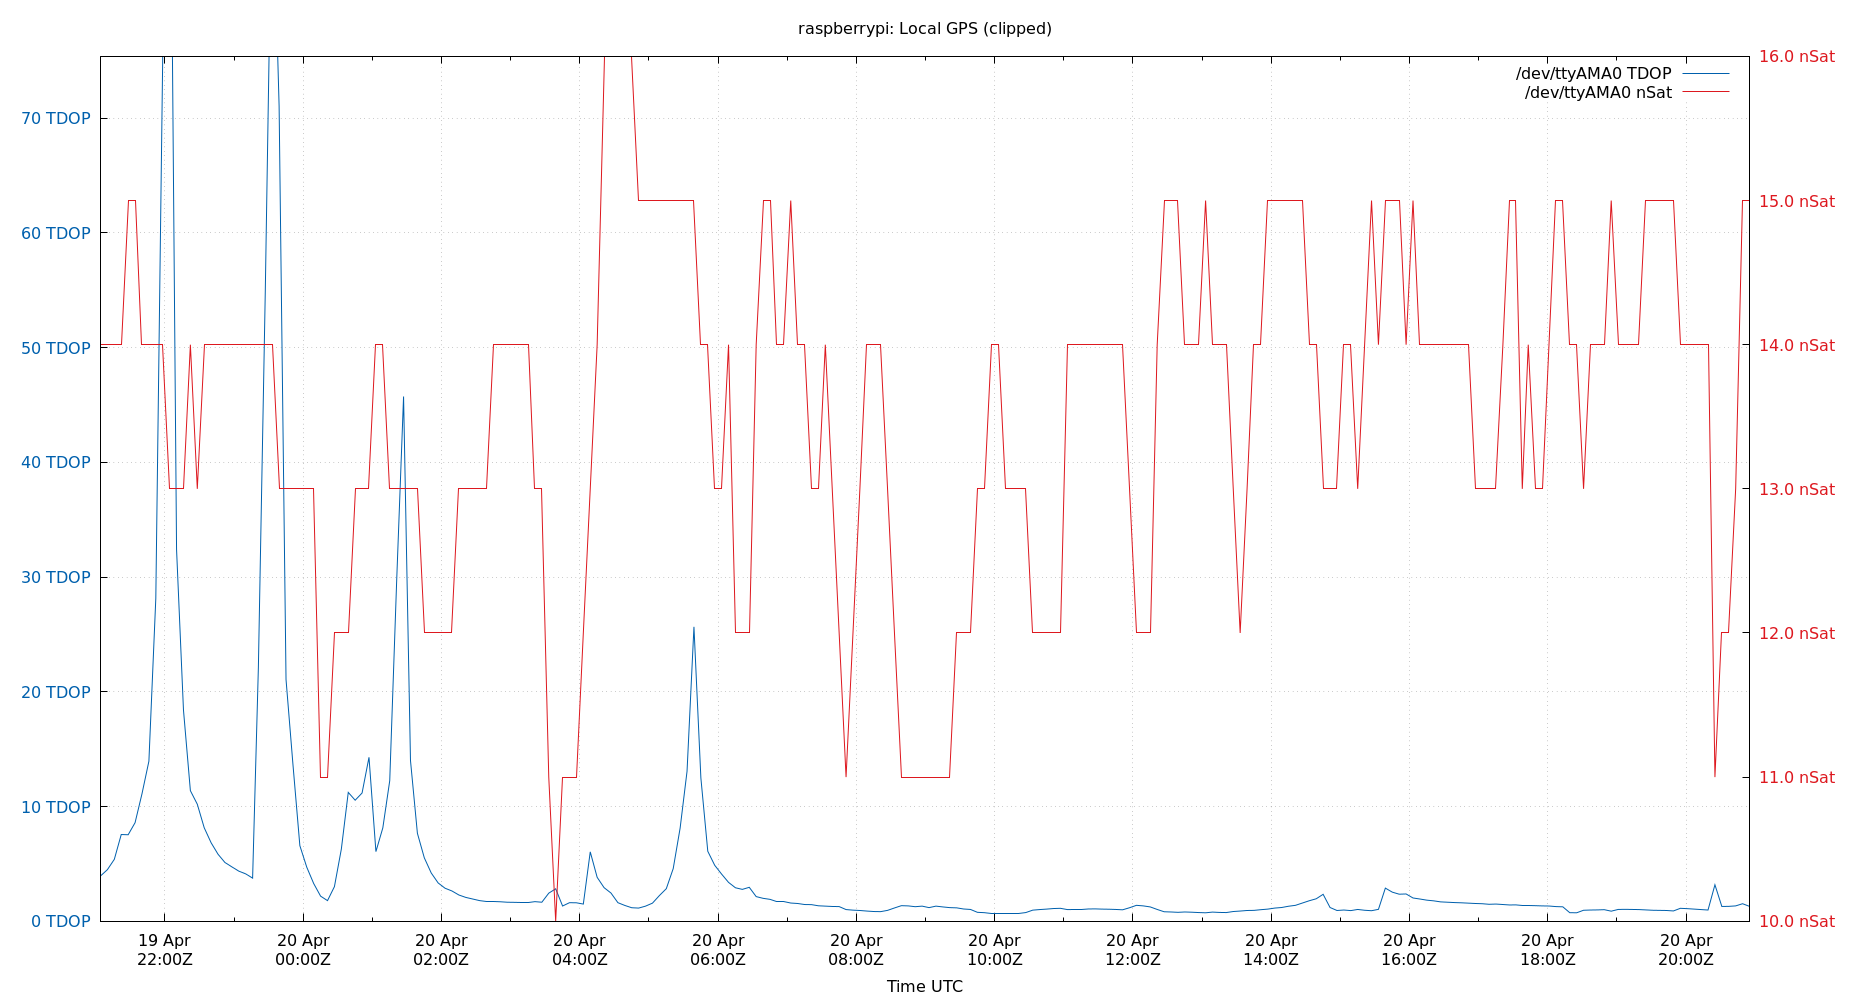 raspberrypi: Local GPS (clipped)
16.0 nSat
/dev/ttyAMA0 TDOP
/dev/ttyAMA0 nSat
70 TDOP
15.0 nSat
60 TDOP
50 TDOP
14.0 nSat
40 TDOP
13.0 nSat
30 TDOP
12.0 nSat
20 TDOP
11.0 nSat
10 TDOP
0 TDOP
10.0 nSat
19 Apr 20 Apr 20 Apr 20 Apr 20 Apr 20 Apr 20 Apr 20 Apr 20 Apr 20 Apr 20 Apr 20 Apr
22:00Z 00:00Z 02:00Z 04:00Z 06:00Z 08:00Z 10:00Z 12:00Z 14:00Z 16:00Z 18:00Z 20:00Z
Time UTC